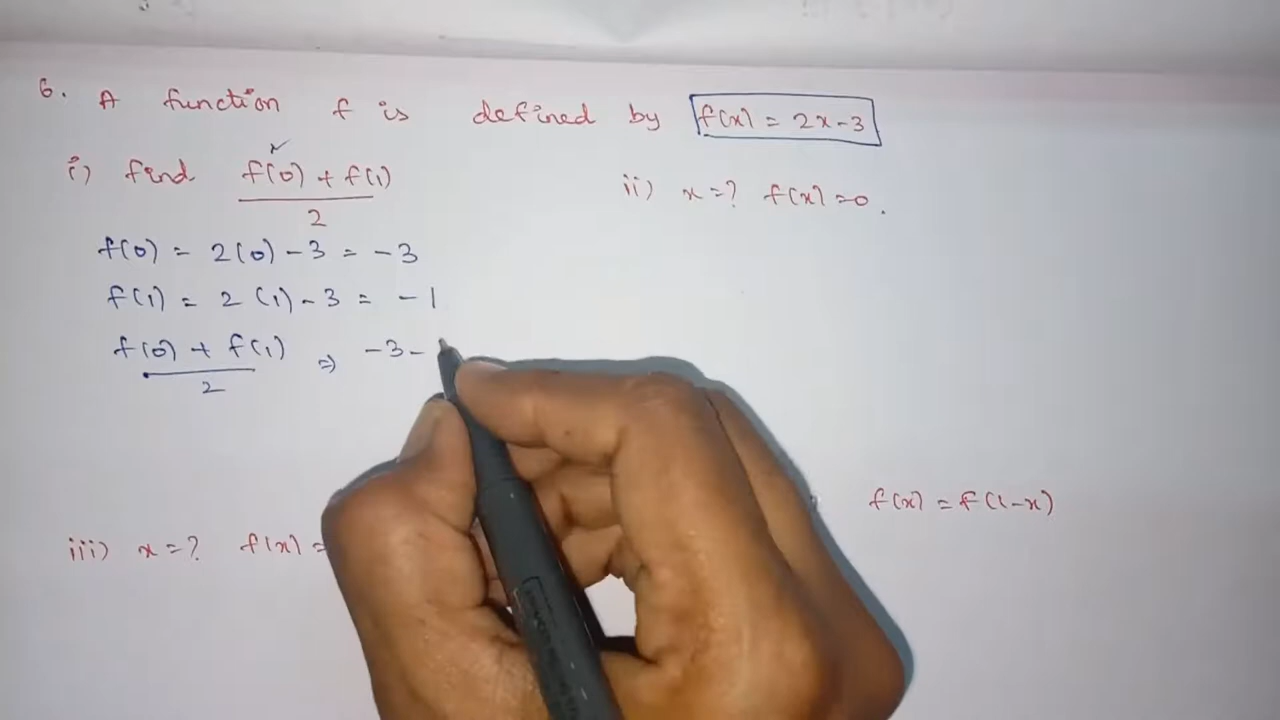 6. A function f is defined by f(x) = 2x-3
i) find f(0) + f(1)
2
ii) x=? f(x)=0.
f(0) = 2(0) - 3 = -3
f(1) = 2(1) - 3 = -1
f(0) + f(1) ⇒ -3-
2
f(x) = f(1-x)
iii) x=? f(x) =